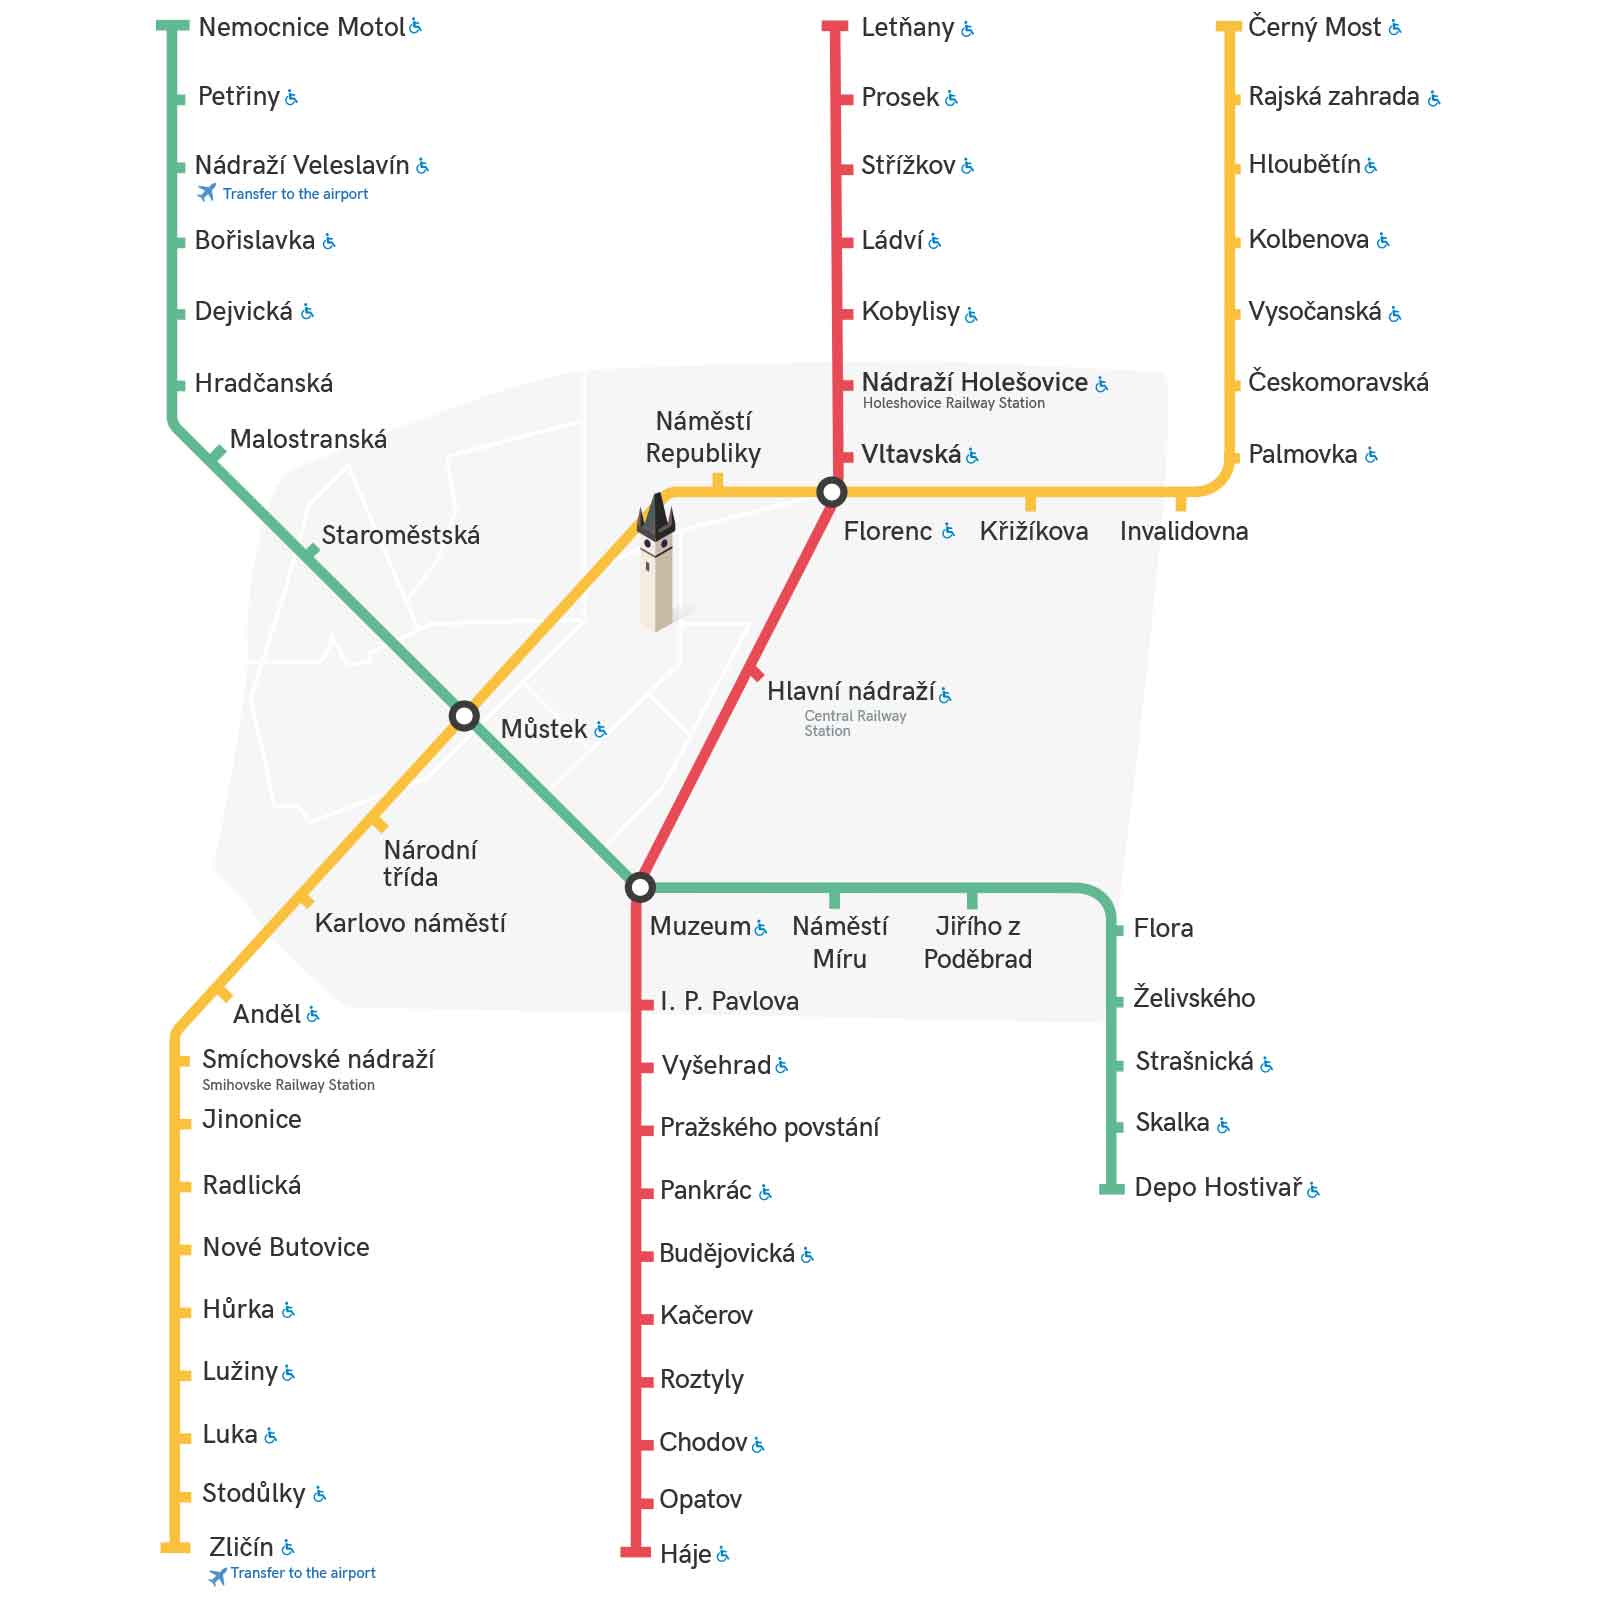 Nemocnice Motol
Petřiny
Nádraží Veleslavín
Transfer to the airport
Bořislavka
Dejvická
Hradčanská
Malostranská
Staroměstská
Letňany
Prosek
Střížkov
Ládví
Kobylisy
Nádraží Holešovice
Holeshovice Railway Station
Vltavská
Černý Most
Rajská zahrada
Hloubětín
Kolbenova
Vysočanská
Českomoravská
Palmovka
Náměstí
Republiky
Florenc
Křižíkova
Invalidovna
Hlavní nádraží
Central Railway
Station
Můstek
Národní
třída
Karlovo náměstí
Anděl
Smíchovské nádraží
Smihovske Railway Station
Jinonice
Radlická
Nové Butovice
Hůrka
Lužiny
Luka
Stodůlky
Zličín
Transfer to the airport
Muzeum
Náměstí
Míru
Jiřího z
Poděbrad
I. P. Pavlova
Vyšehrad
Pražského povstání
Pankrác
Budějovická
Kačerov
Roztyly
Chodov
Opatov
Háje
Flora
Želivského
Strašnická
Skalka
Depo Hostivař